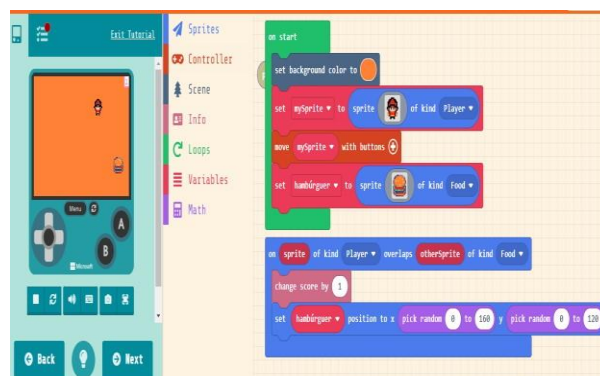 Exit Tutorial
Menu
A
B
Microsoft
Back
Next
Sprites
Controller
Scene
Info
Loops
Variables
Math
on start
set background color to
set mySprite to sprite of kind Player
move mySprite with buttons
set hambúrguer to sprite of kind Food
on sprite of kind Player overlaps otherSprite of kind Food
change score by 1
set hambúrguer position to x pick random 0 to 160 y pick random 0 to 120